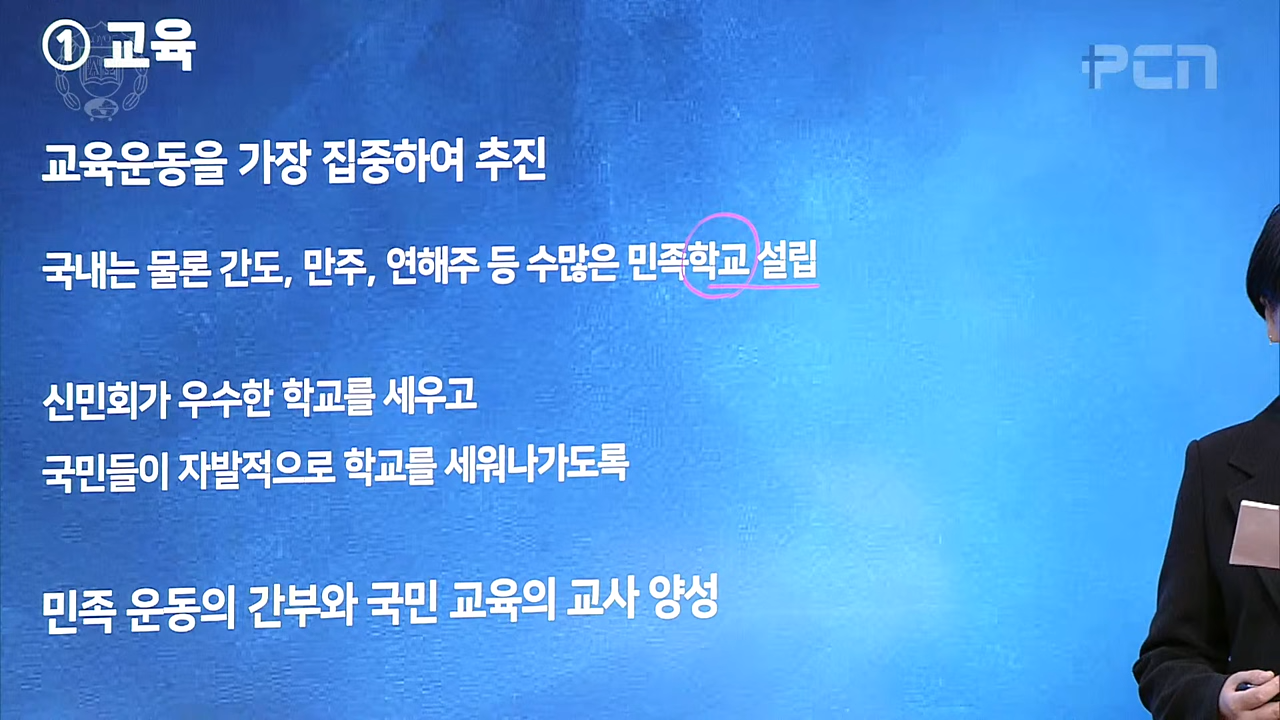 ① 교육
PCN
교육운동을 가장 집중하여 추진
국내는 물론 간도, 만주, 연해주 등 수많은 민족학교 설립
신민회가 우수한 학교를 세우고
국민들이 자발적으로 학교를 세워나가도록
민족 운동의 간부와 국민 교육의 교사 양성